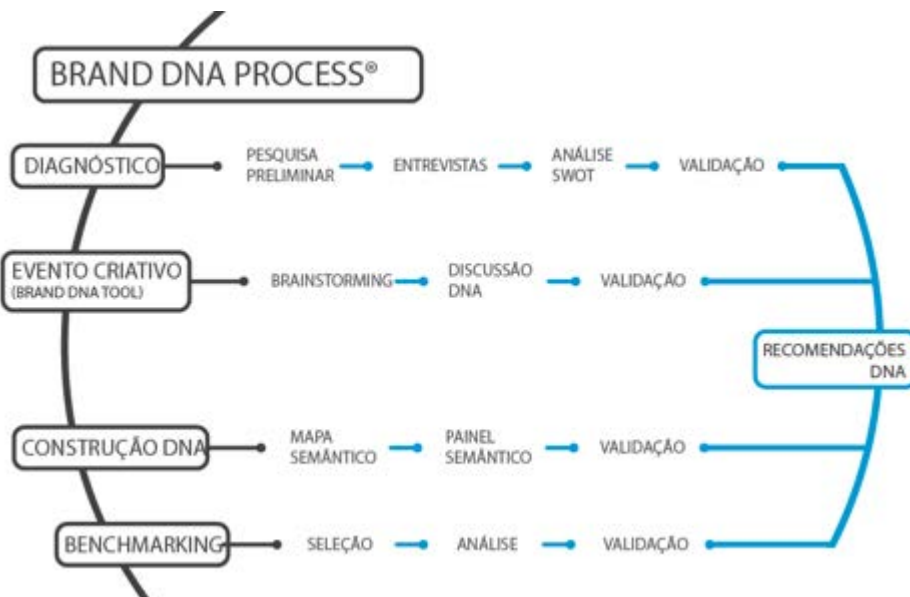 BRAND DNA PROCESS®
DIAGNÓSTICO
PESQUISA
PRELIMINAR
ENTREVISTAS
ANÁLISE
SWOT
VALIDAÇÃO
EVENTO CRIATIVO
(BRAND DNA TOOL)
BRAINSTORMING
DISCUSSÃO
DNA
VALIDAÇÃO
RECOMENDAÇÕES
DNA
CONSTRUÇÃO DNA
MAPA
SEMÂNTICO
PAINEL
SEMÂNTICO
VALIDAÇÃO
BENCHMARKING
SELEÇÃO
ANÁLISE
VALIDAÇÃO